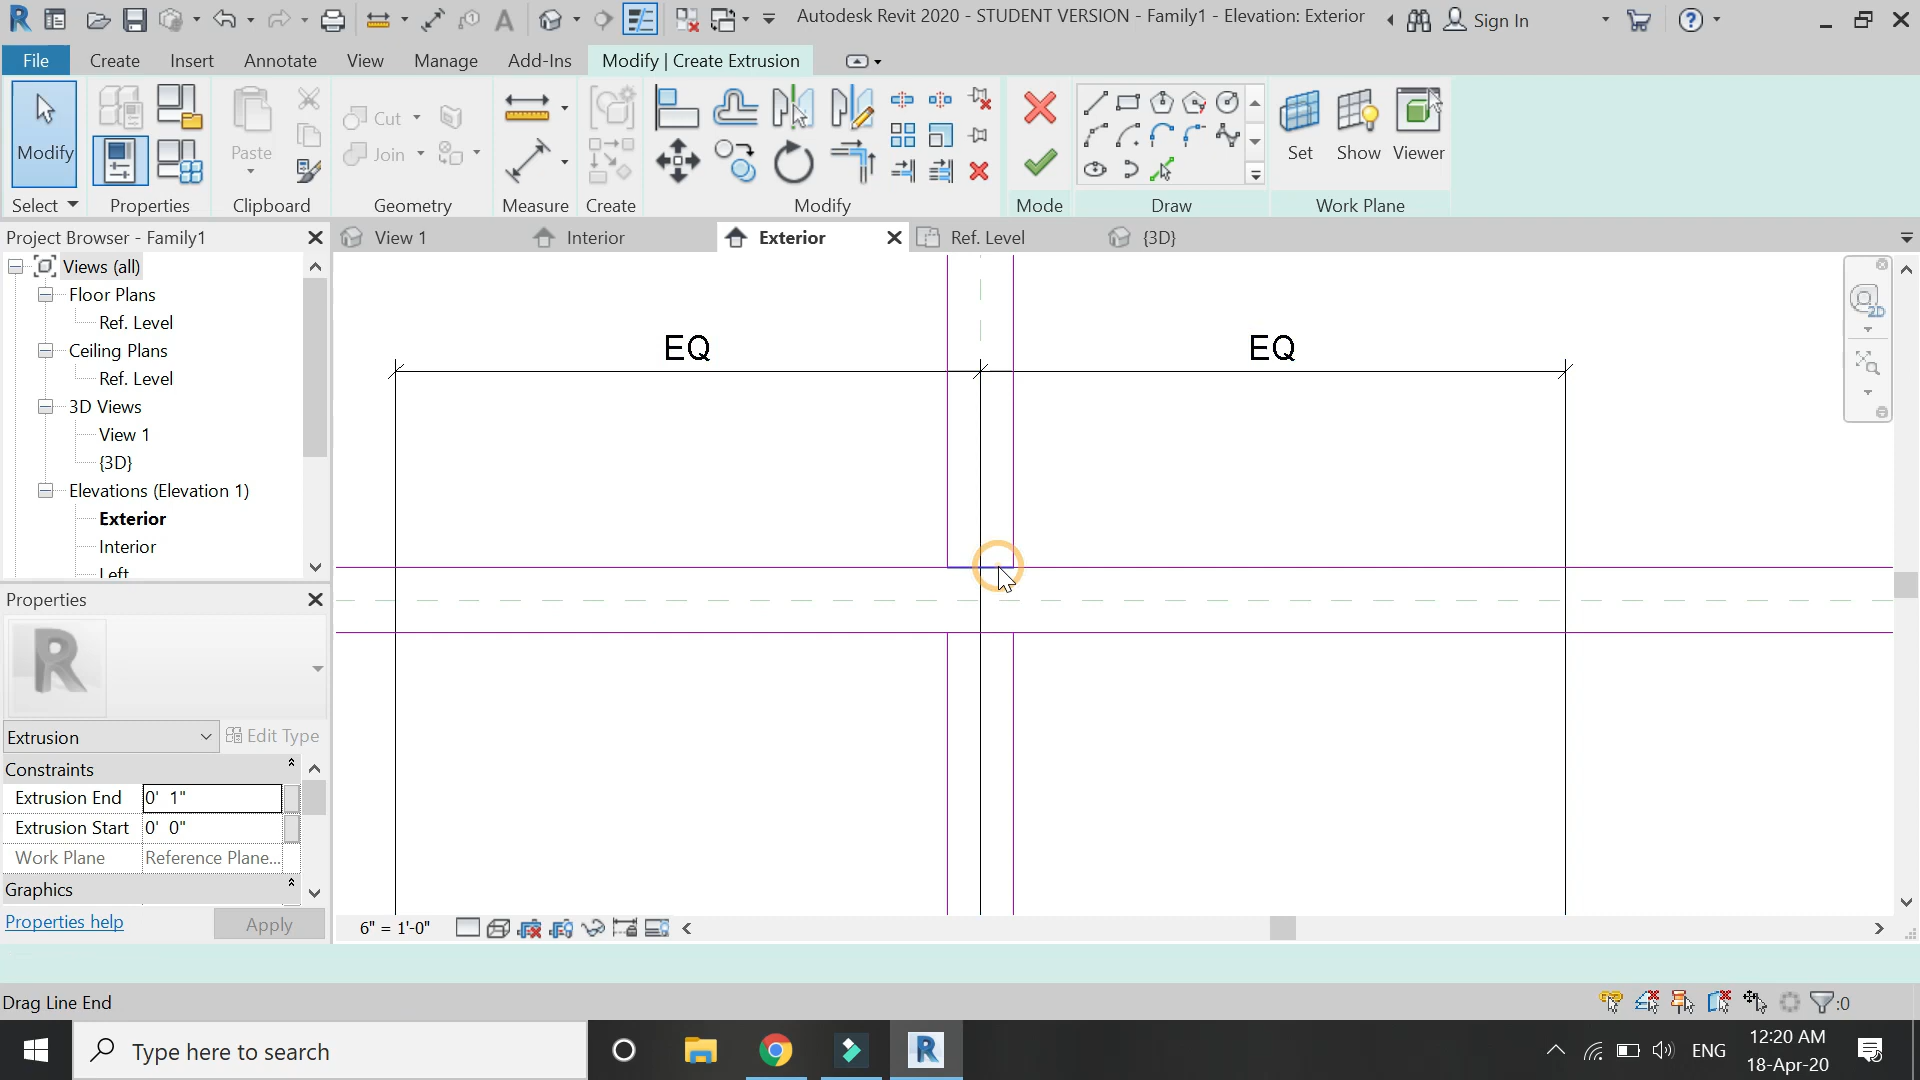 Autodesk Revit 2020 - STUDENT VERSION - Family1 - Elevation: Exterior
Sign In
File Create Insert Annotate View Manage Add-Ins Modify | Create Extrusion
Modify
Paste
Cut
Join
Set Show Viewer
Select Properties Clipboard Geometry Measure Create Modify Mode Draw Work Plane
Project Browser - Family1
View 1 Interior Exterior Ref. Level {3D}
Views (all)
Floor Plans
Ref. Level
Ceiling Plans
Ref. Level
3D Views
View 1
{3D}
Elevations (Elevation 1)
Exterior
Interior
Left
EQ EQ
2D
Properties
R
Extrusion
Edit Type
Constraints
Extrusion End 0' 1"
Extrusion Start 0' 0"
Work Plane Reference Plane...
Graphics
Properties help
Apply
6" = 1'-0"
Drag Line End
:0
Type here to search
ENG
12:20 AM
18-Apr-20